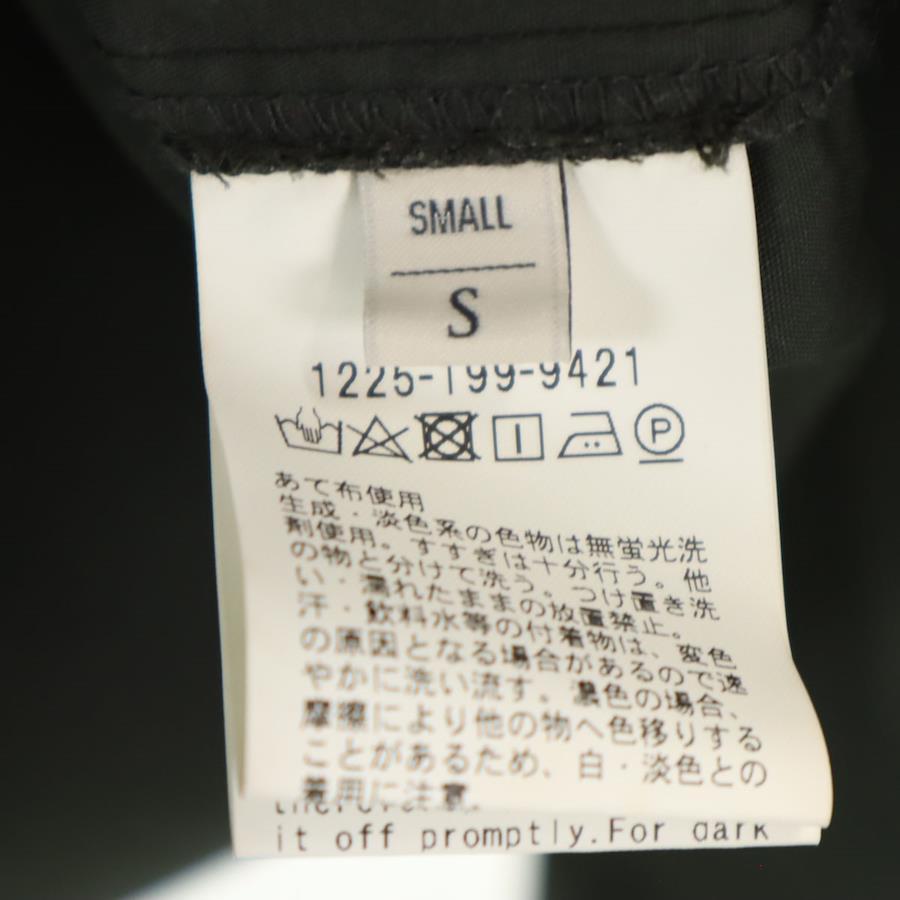 SMALL
S
1225-199-9421
P
あて布使用
生成・淡色系の色物は無蛍光洗
剤使用。すすぎは十分行う。他
の物と分けて洗う。つけ置き洗
い・濡れたままの放置禁止。
汗・飲料水等の付着物は、変色
の原因となる場合があるので速
やかに洗い流す。濃色の場合、
摩擦により他の物へ色移りする
ことがあるため、白・淡色との
着用に注意。
it off promptly.For dark